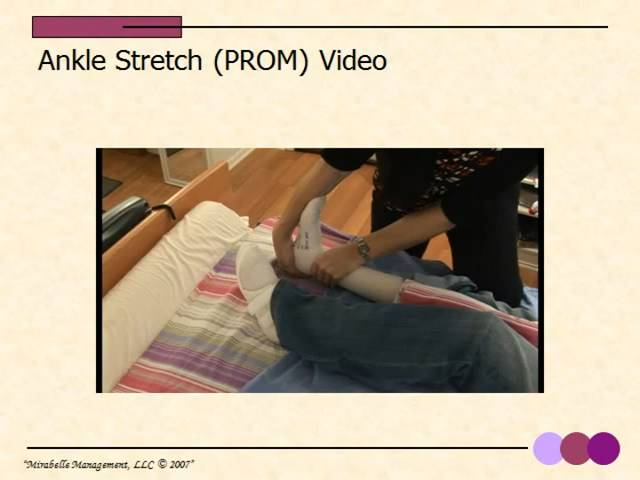 Ankle Stretch (PROM) Video
"Mirabelle Management, LLC © 2007"